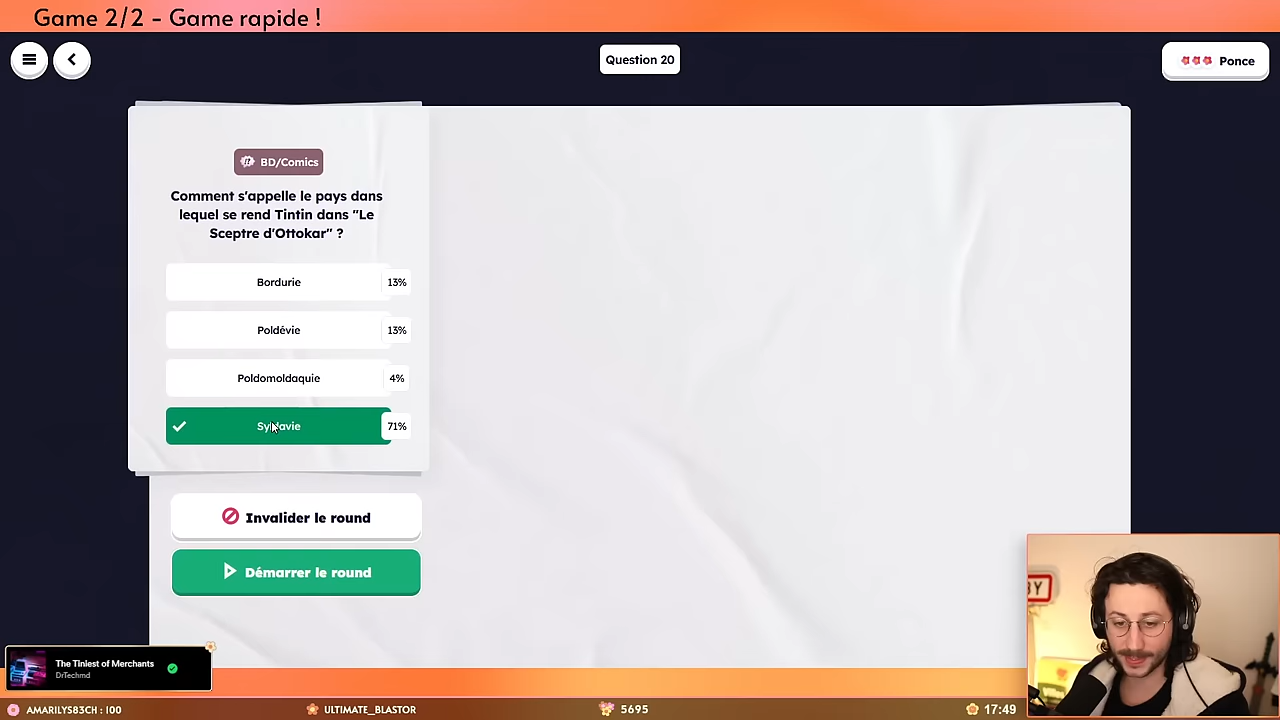 Game 2/2 - Game rapide !
Question 20
Ponce
BD/Comics
Comment s'appelle le pays dans
lequel se rend Tintin dans "Le
Sceptre d'Ottokar" ?
Bordurie 13%
Poldévie 13%
Poldomoldaquie 4%
Syldavie 71%
Invalider le round
Démarrer le round
The Tiniest of Merchants
DrTechmd
AMARILYS83CH : 100
ULTIMATE_BLASTOR
5695
17:49